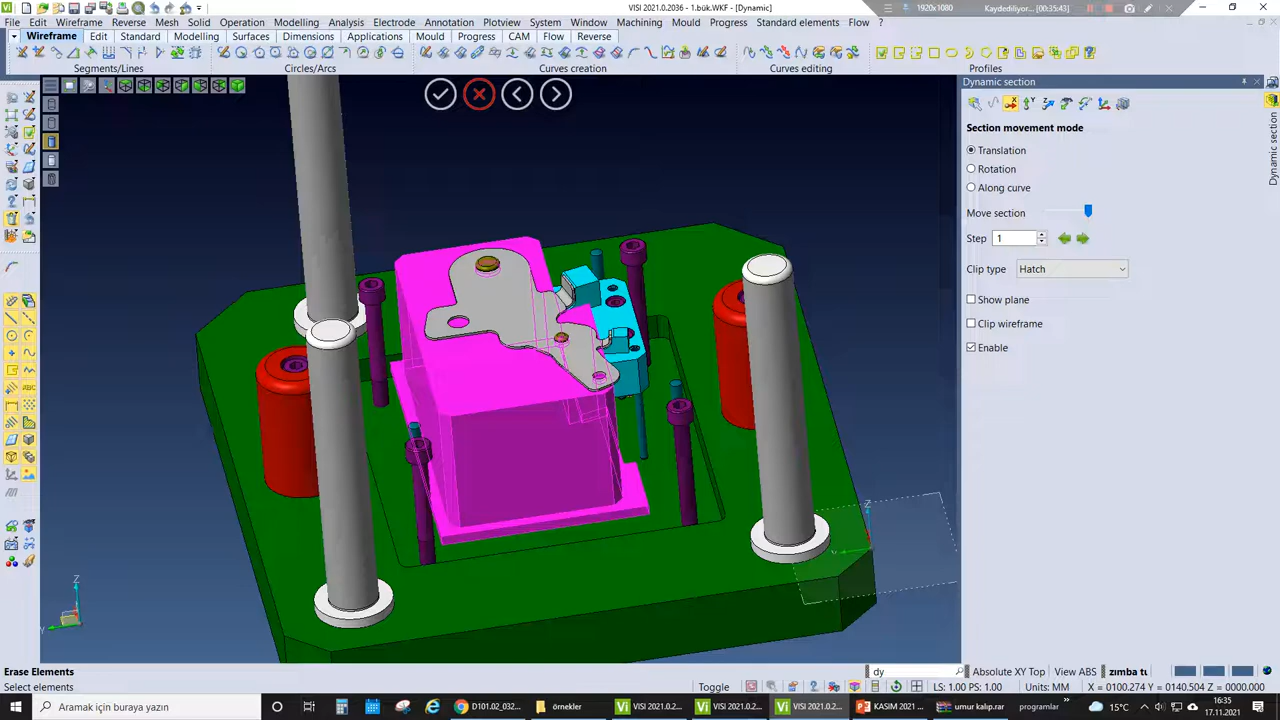 VISI 2021.0.2036 - 1.bük.WKF - [Dynamic]
1920x1080
Kaydediliyor...
[00:35:43]
File Edit Wireframe Reverse Mesh Solid Operation Modelling Analysis Electrode Annotation Plotview System Window Machining Mould Progress Standard elements Flow ?
Wireframe Edit Standard Modelling Surfaces Dimensions Applications Mould Progress CAM Flow Reverse
Segments/Lines Circles/Arcs Curves creation Curves editing Profiles
Dynamic section
Dynamic section
Section movement mode
Translation
Rotation
Along curve
Move section
Step 1
Clip type Hatch
Show plane
Clip wireframe
Enable
Z
Y
Z
Y
Erase Elements
dy
Absolute XY Top View ABS
Select elements
Toggle
LS: 1.00 PS: 1.00 Units: MM X = 0100.274 Y = 0140.504 Z = 0000.000
Aramak için buraya yazın
D101.02_032...
örnekler
VISI 2021.0.2...
VISI 2021.0.2...
VISI 2021.0.2...
KASIM 2021 ...
umur kalıp.rar
programlar
15°C
16:35
17.11.2021